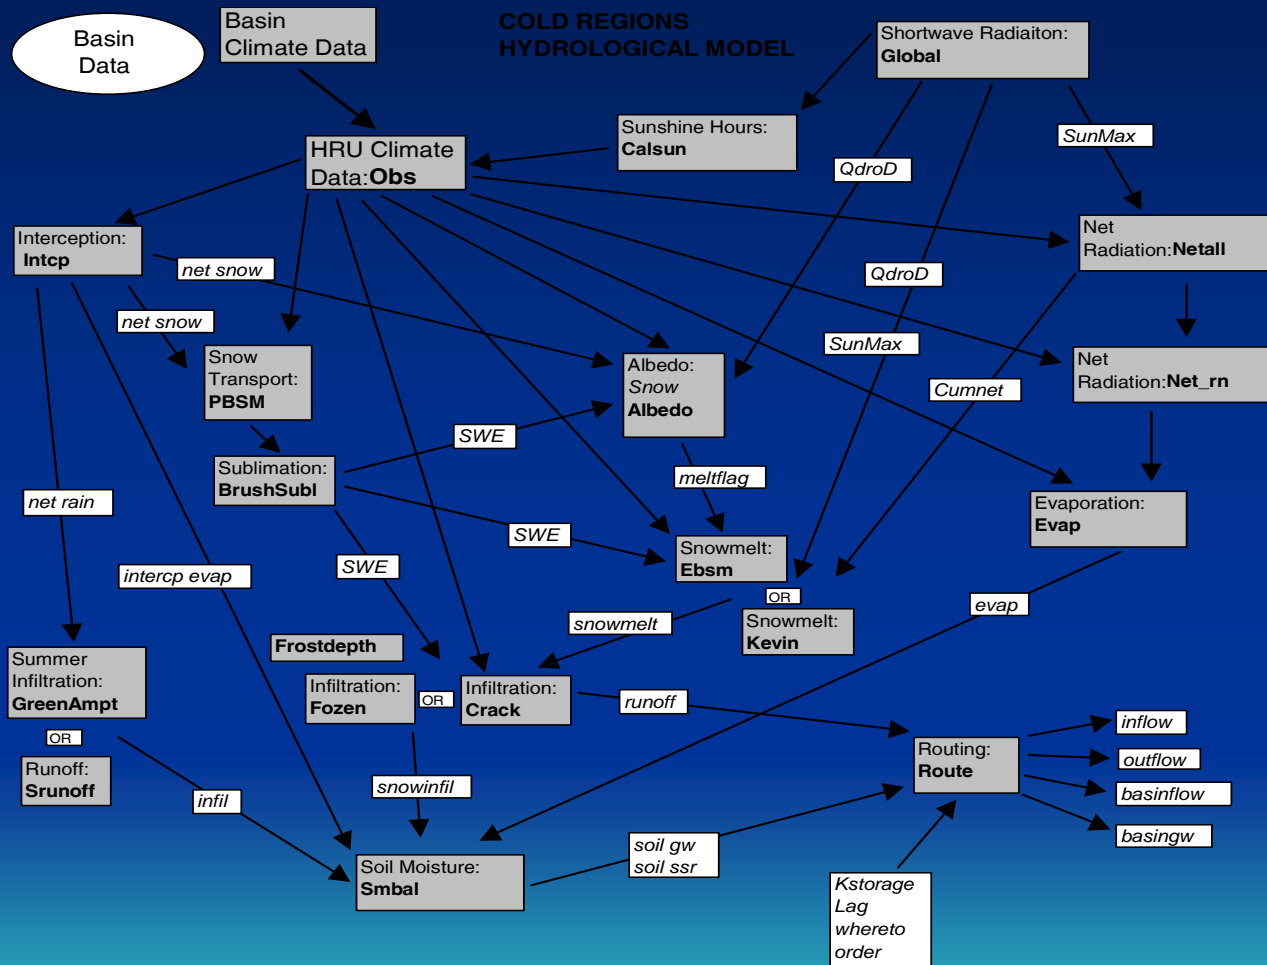 Basin
Data
Basin
Climate Data
COLD REGIONS
HYDROLOGICAL MODEL
Shortwave Radiaiton:
Global
Sunshine Hours:
Calsun
SunMax
HRU Climate
Data:Obs
QdroD
Interception:
Intcp
net snow
Net
Radiation:Netall
QdroD
net snow
SunMax
Snow
Transport:
PBSM
Albedo:
Snow
Albedo
Net
Radiation:Net_rn
Cumnet
SWE
Sublimation:
BrushSubl
meltflag
net rain
Evaporation:
Evap
SWE
Snowmelt:
Ebsm
SWE
intercp evap
OR
evap
snowmelt
Snowmelt:
Kevin
Frostdepth
Summer
Infiltration:
GreenAmpt
Infiltration:
Fozen
OR
Infiltration:
Crack
runoff
inflow
OR
Routing:
Route
outflow
Runoff:
Srunoff
snowinfil
infil
basinflow
basingw
soil gw
soil ssr
Soil Moisture:
Smbal
Kstorage
Lag
whereto
order